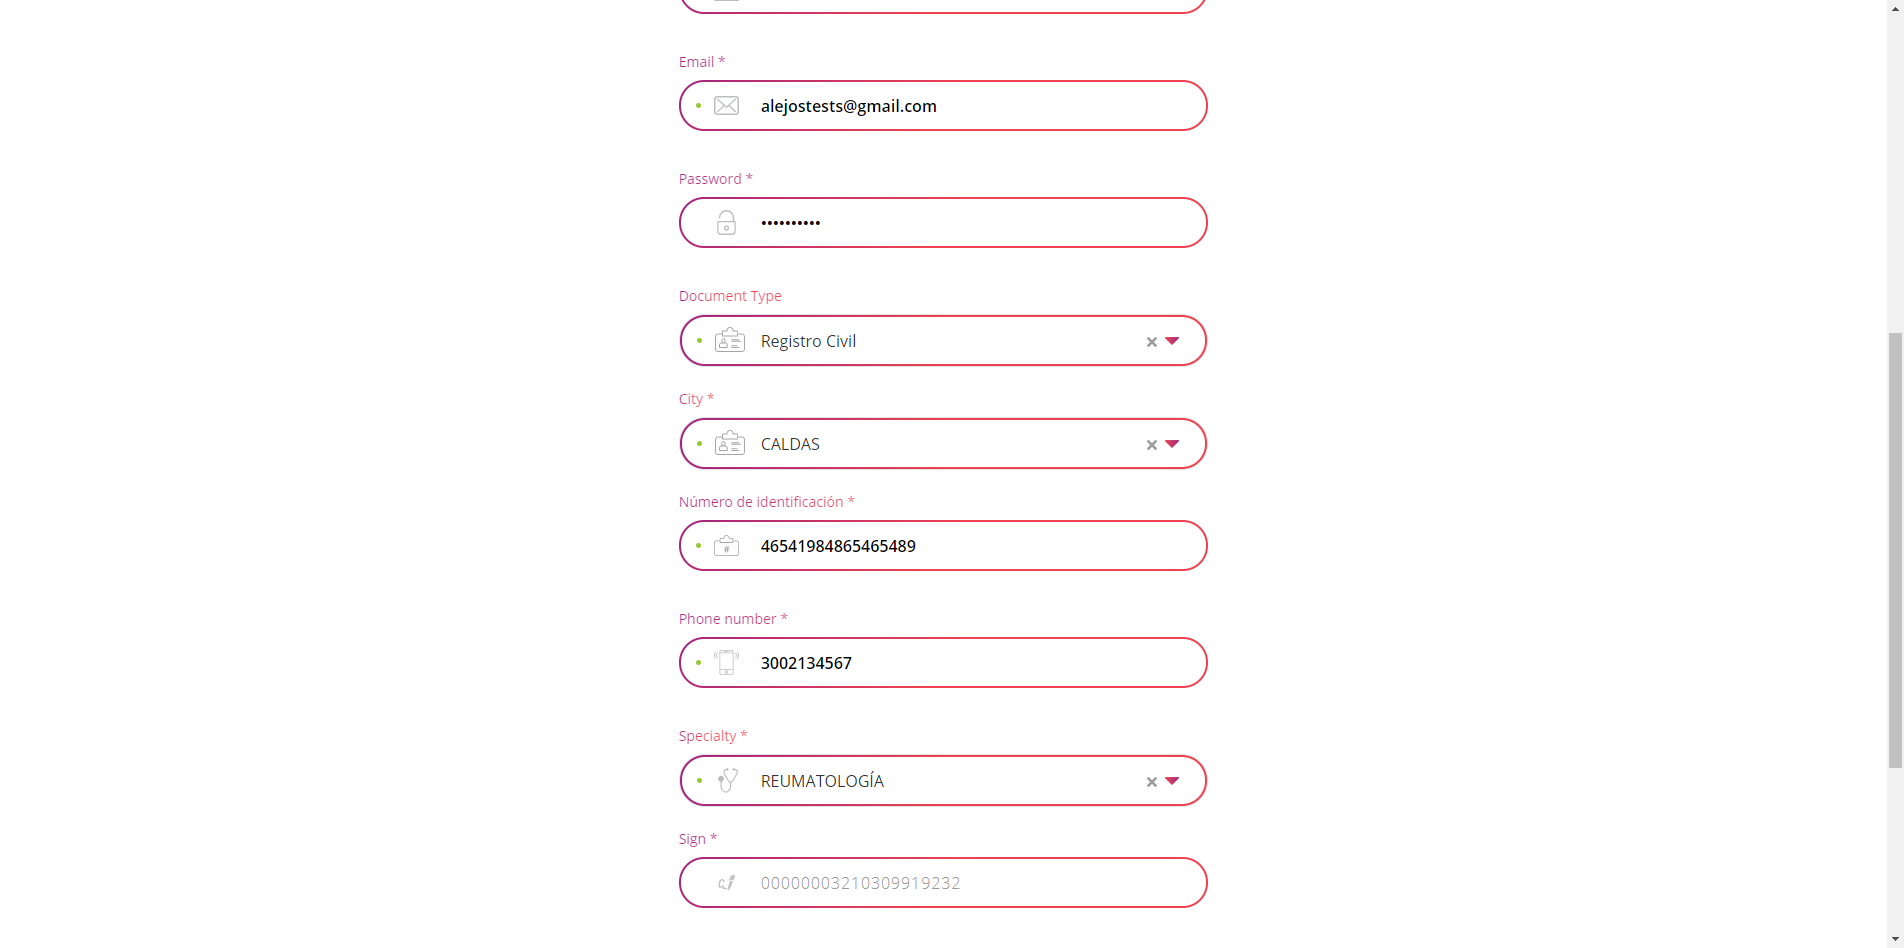 Email *
alejostests@gmail.com
Password *
••••••••••
Document Type
Registro Civil
City *
CALDAS
Número de identificación *
46541984865465489
Phone number *
3002134567
Specialty *
REUMATOLOGÍA
Sign *
00000003210309919232